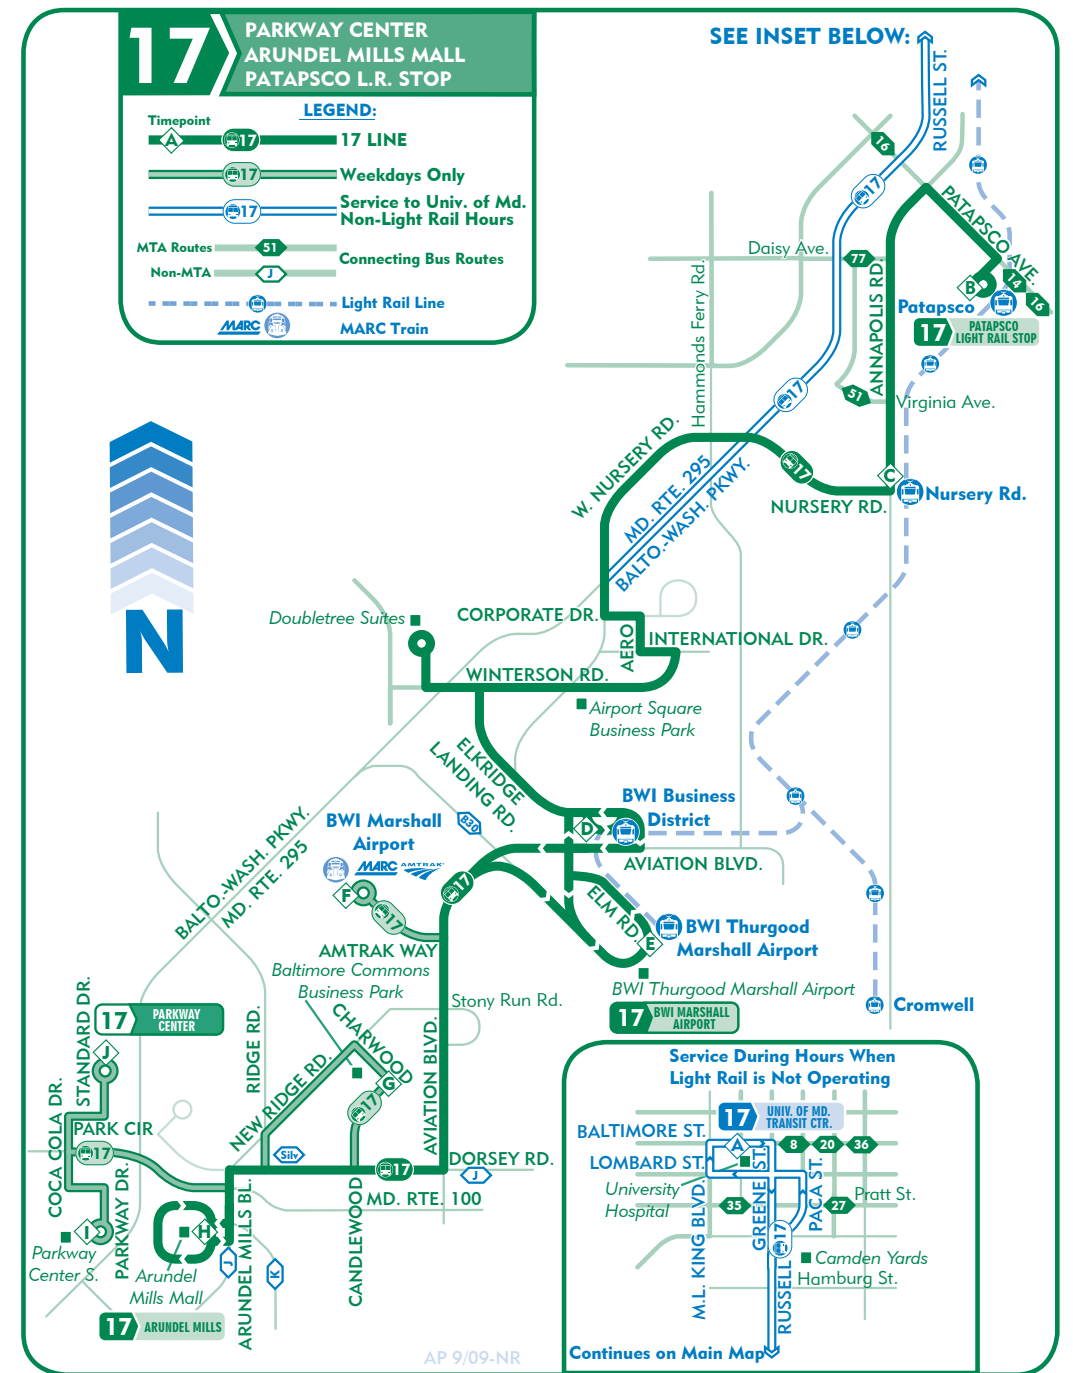 17
PARKWAY CENTER
ARUNDEL MILLS MALL
PATAPSCO L.R. STOP
LEGEND:
Timepoint
A
17
17 LINE
17
Weekdays Only
17
Service to Univ. of Md.
Non-Light Rail Hours
MTA Routes
51
Non-MTA
J
Connecting Bus Routes
Light Rail Line
MARC
MARC Train
SEE INSET BELOW:
RUSSELL ST.
16
17
PATAPSCO AVE.
Daisy Ave.
77
Hammonds Ferry Rd.
ANNAPOLIS RD.
B
14
16
Patapsco
17
PATAPSCO
LIGHT RAIL STOP
17
51
Virginia Ave.
W. NURSERY RD.
MD. RTE. 295
BALTO.-WASH. PKWY.
17
C
NURSERY RD.
Nursery Rd.
N
Doubletree Suites
CORPORATE DR.
AERO
INTERNATIONAL DR.
WINTERSON RD.
Airport Square
Business Park
ELKRIDGE
LANDING RD.
BWI Business
District
D
AVIATION BLVD.
BWI Marshall
Airport
830
MARC
AMTRAK
F
17
17
AMTRAK WAY
BALTO.-WASH. PKWY.
MD. RTE. 295
ELM RD.
E
BWI Thurgood
Marshall Airport
BWI Thurgood Marshall Airport
17
BWI MARSHALL
AIRPORT
Cromwell
Baltimore Commons
Business Park
Stony Run Rd.
STANDARD DR.
17
PARKWAY
CENTER
J
RIDGE RD.
CHARWOOD
G
17
NEW RIDGE RD.
AVIATION BLVD.
COCA COLA DR.
PARK CIR
17
Silv
17
DORSEY RD.
J
MD. RTE. 100
CANDLEWOOD
PARKWAY DR.
ARUNDEL MILLS BL.
I
H
J
K
Parkway
Center S.
Arundel
Mills Mall
17
ARUNDEL MILLS
AP 9/09-NR
Service During Hours When
Light Rail is Not Operating
17
UNIV. OF MD.
TRANSIT CTR.
BALTIMORE ST.
A
8
20
36
LOMBARD ST.
University
Hospital
35
M.L. KING BLVD.
GREENE ST.
PACA ST.
Pratt St.
27
17
Camden Yards
Hamburg St.
RUSSELL
Continues on Main Map